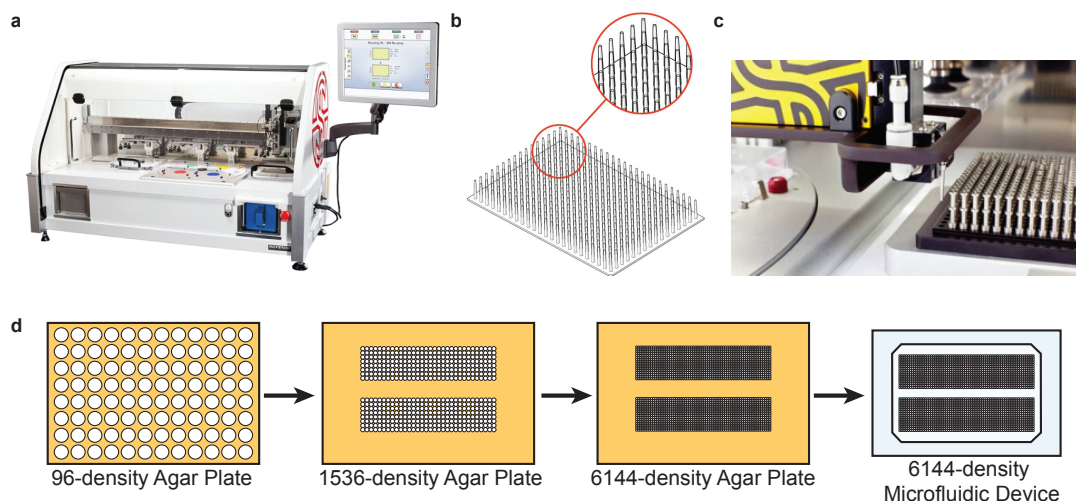 a
b
c
d
96-density Agar Plate
1536-density Agar Plate
6144-density Agar Plate
6144-density
Microfluidic Device